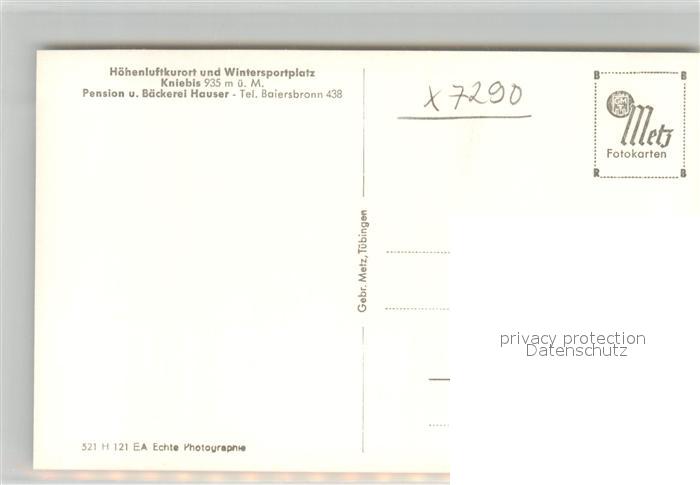 Höhenluftkurort und Wintersportplatz
Kniebis 935 m ü. M.
Pension u. Bäckerei Hauser - Tel. Baiersbronn 438
x 7290
B B
Metz
Fotokarten
R B
Gebr. Metz, Tübingen
privacy protection
Datenschutz
521 H 121 EA Echte Photographie